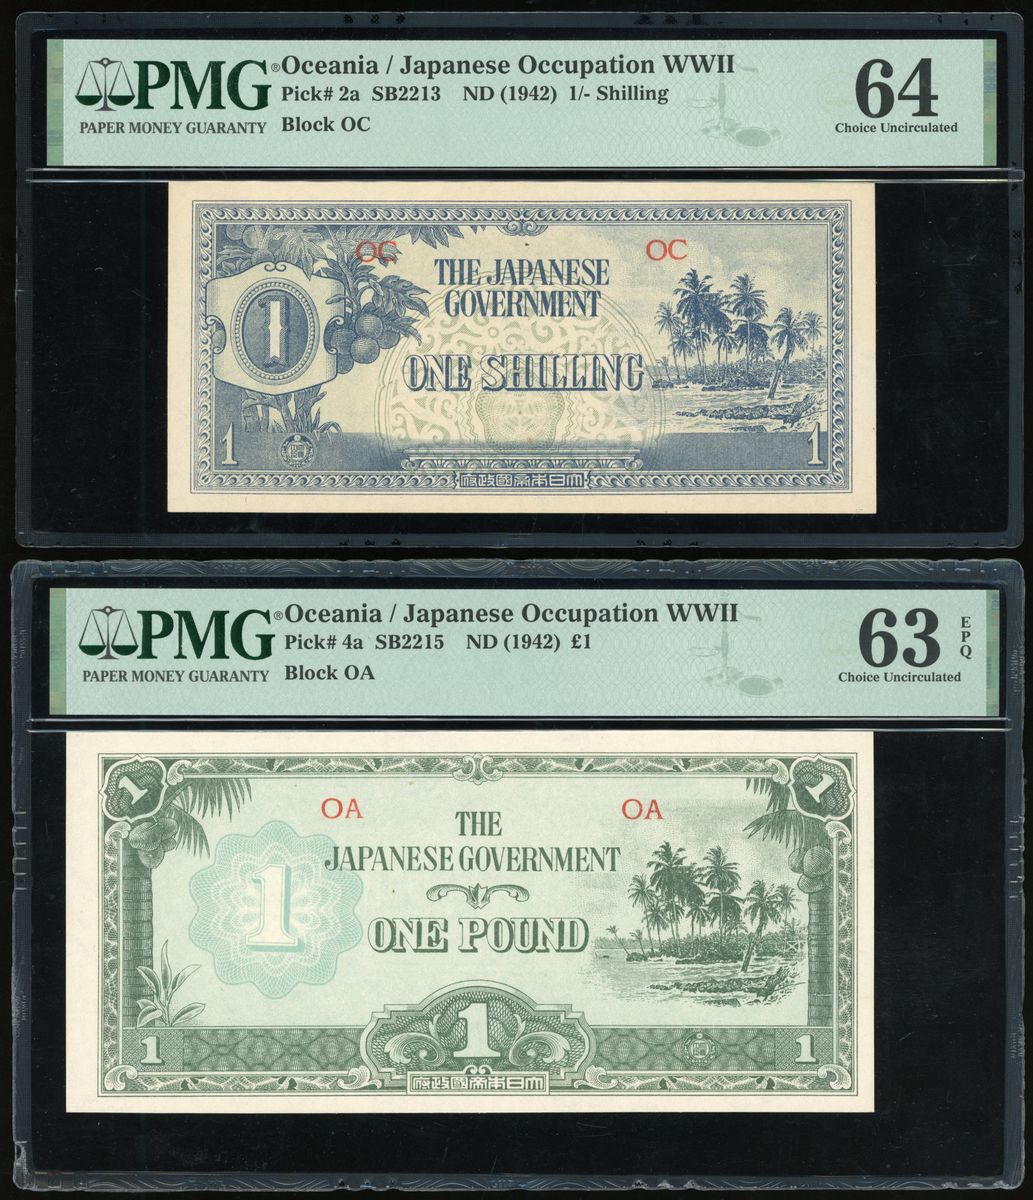 PMG® Oceania / Japanese Occupation WWII
Pick# 2a SB2213 ND (1942) 1/- Shilling
PAPER MONEY GUARANTY Block OC
64
Choice Uncirculated
OC OC
THE JAPANESE
GOVERNMENT
1
ONE SHILLING
1 1
府政國帝本日大
PMG® Oceania / Japanese Occupation WWII
Pick# 4a SB2215 ND (1942) £1
PAPER MONEY GUARANTY Block OA
63 EPQ
Choice Uncirculated
1 1
OA OA
THE
JAPANESE GOVERNMENT
1
ONE POUND
1 1 1
府政國帝本日大